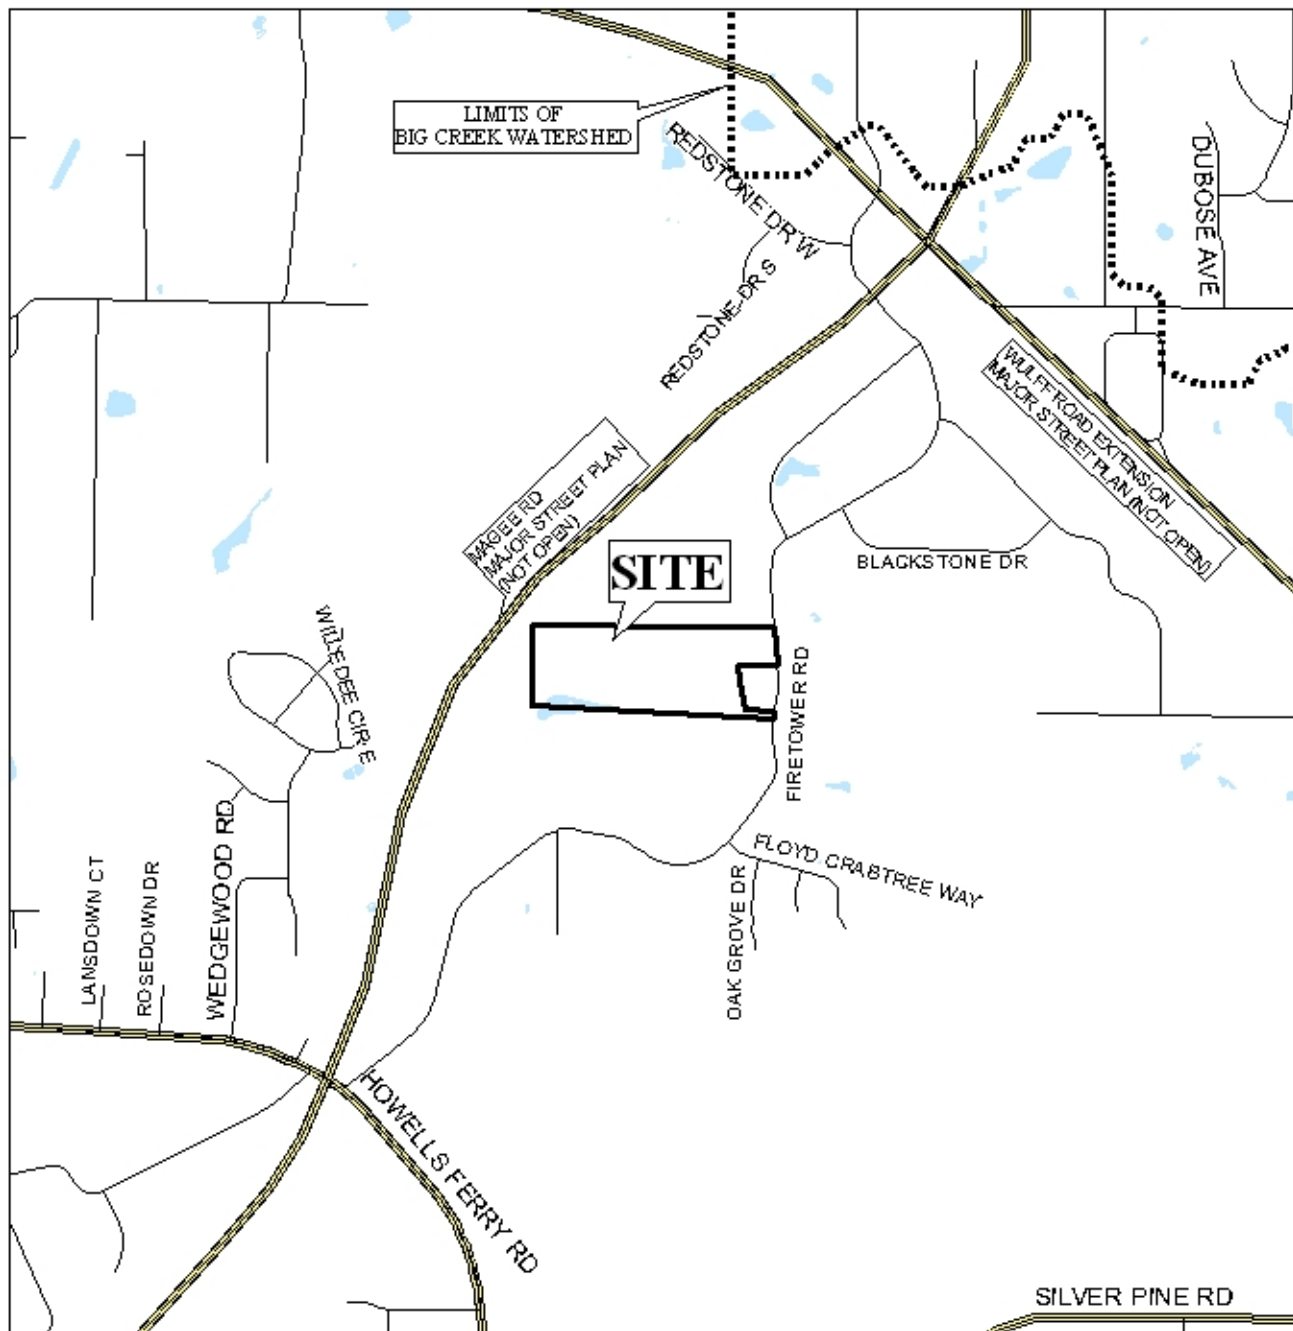 LIMITS OF
BIG CREEK WATERSHED
REDSTONE DR W
DUBOSE AVE
REDSTONE DR S
WULFF ROAD EXTENSION
MAJOR STREET PLAN (NOT OPEN)
MAGEE RD
MAJOR STREET PLAN
(NOT OPEN)
SITE
BLACKSTONE DR
WILLEDEE CIR E
FIRETOWER RD
WEDGEWOOD RD
FLOYD CRABTREE WAY
LANSDOWN CT
ROSEDOWN DR
OAK GROVE DR
HOWELLS FERRY RD
SILVER PINE RD